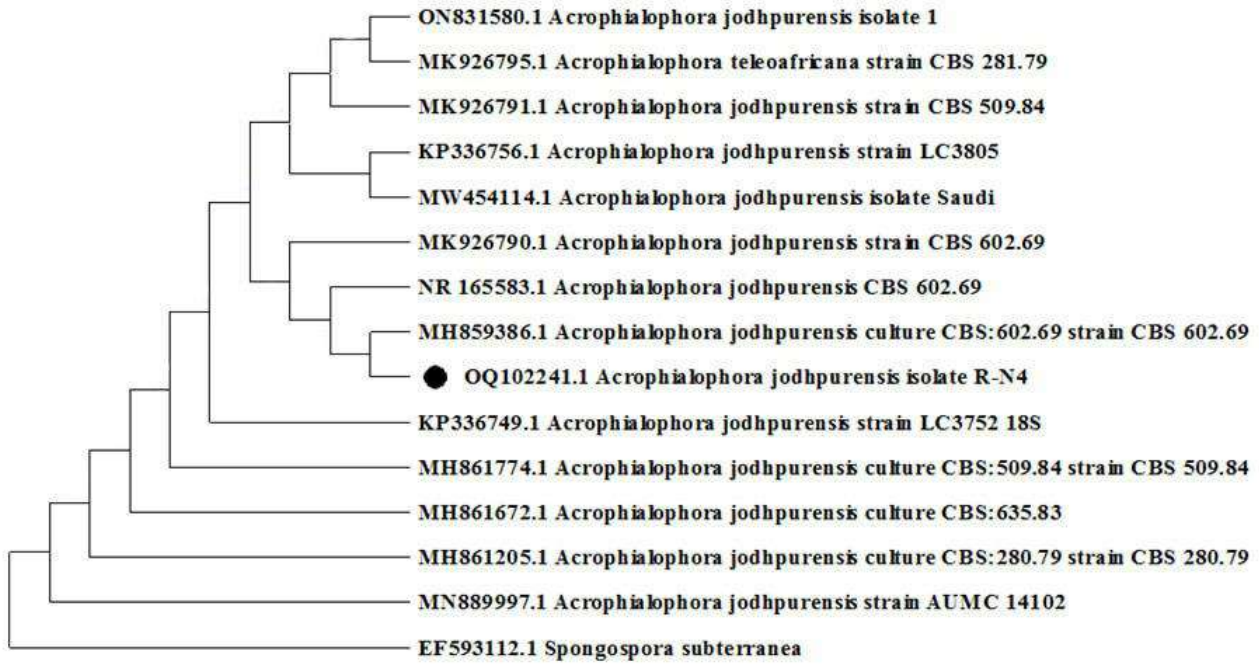 ON831580.1 Acrophialophora jodhpurensis isolate 1
MK926795.1 Acrophialophora teleoafricana strain CBS 281.79
MK926791.1 Acrophialophora jodhpurensis strain CBS 509.84
KP336756.1 Acrophialophora jodhpurensis strain LC3805
MW454114.1 Acrophialophora jodhpurensis isolate Saudi
MK926790.1 Acrophialophora jodhpurensis strain CBS 602.69
NR 165583.1 Acrophialophora jodhpurensis CBS 602.69
MH859386.1 Acrophialophora jodhpurensis culture CBS:602.69 strain CBS 602.69
OQ102241.1 Acrophialophora jodhpurensis isolate R-N4
KP336749.1 Acrophialophora jodhpurensis strain LC3752 18S
MH861774.1 Acrophialophora jodhpurensis culture CBS:509.84 strain CBS 509.84
MH861672.1 Acrophialophora jodhpurensis culture CBS:635.83
MH861205.1 Acrophialophora jodhpurensis culture CBS:280.79 strain CBS 280.79
MN889997.1 Acrophialophora jodhpurensis strain AUMC 14102
EF593112.1 Spongospora subterranea